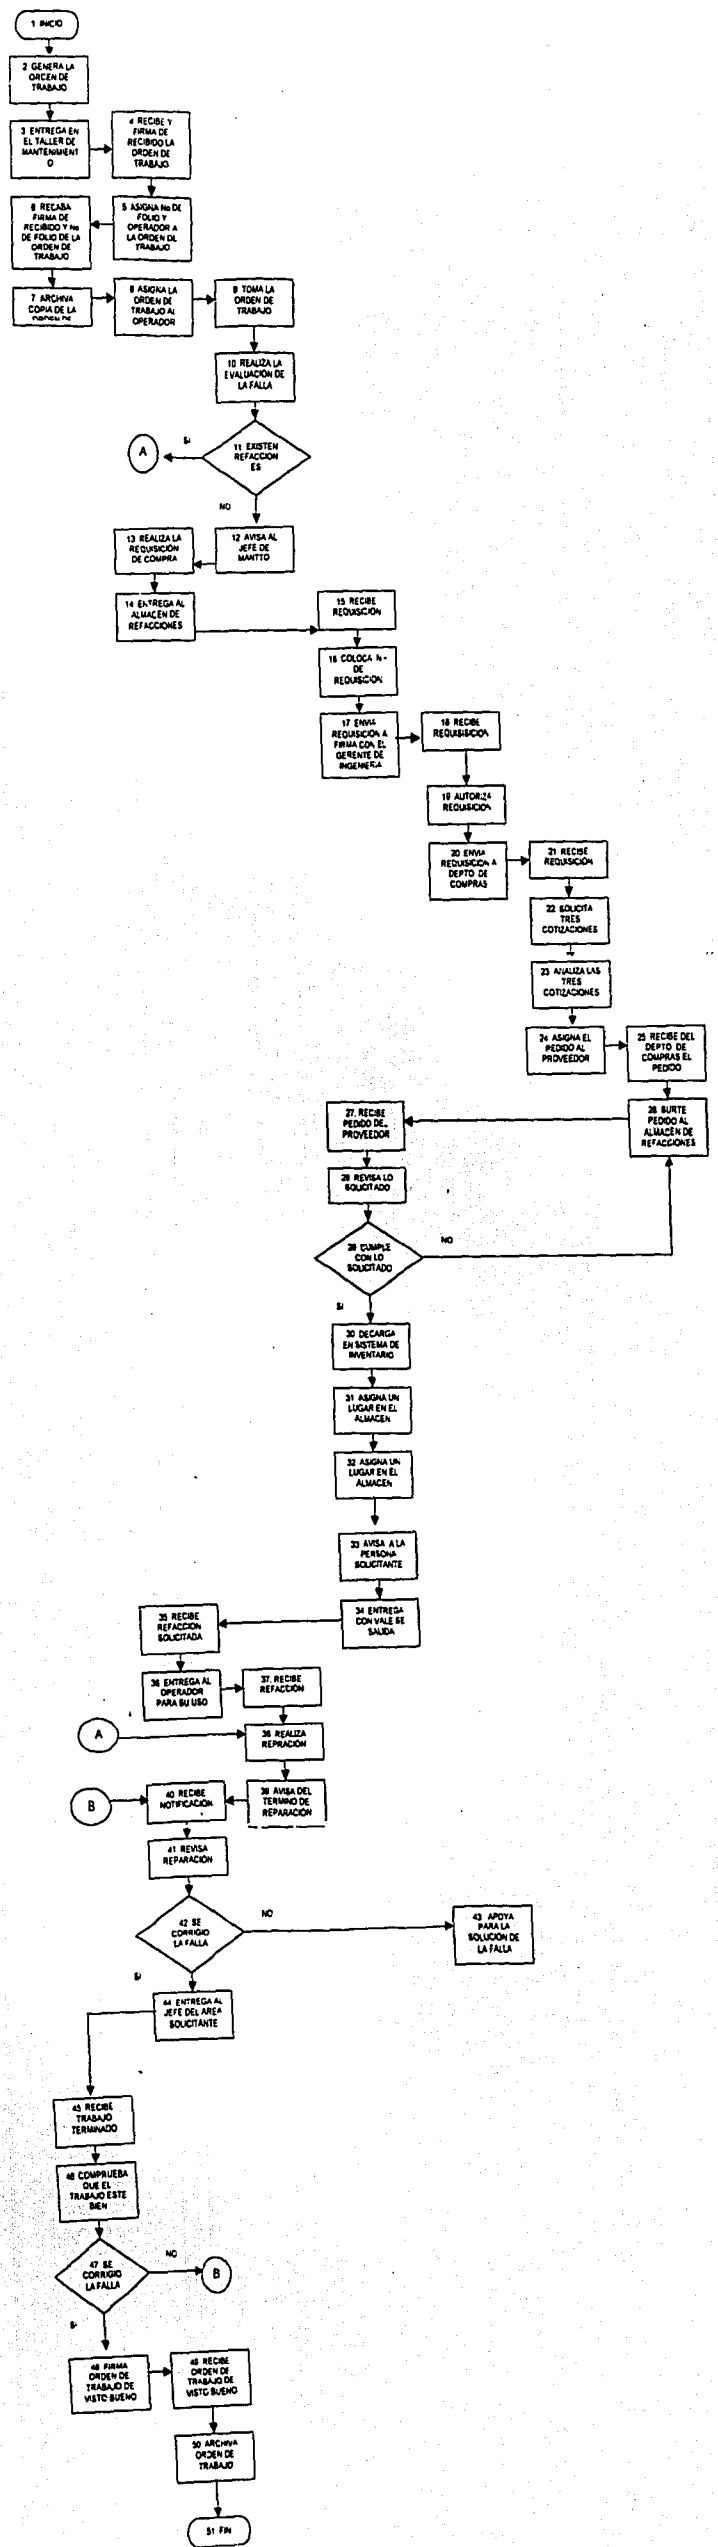 1 INICIO
2 GENERA LA
ORDEN DE
TRABAJO
3 ENTREGA EN
EL TALLER DE
MANTENIMIENT
O
4 RECIBE Y
FIRMA DE
RECIBIDO LA
ORDEN DE
TRABAJO
5 ASIGNA No DE
FOLIO Y
OPERADOR A
LA ORDEN DE
TRABAJO
6 RECABA
FIRMA DE
RECIBIDO Y No
DE FOLIO DE LA
ORDEN DE
TRABAJO
7 ARCHIVA
COPIA DE LA
ORDEN DE
8 ASIGNA LA
ORDEN DE
TRABAJO AL
OPERADOR
9 TOMA LA
ORDEN DE
TRABAJO
10 REALIZA LA
EVALUACIÓN DE
LA FALLA
11 EXISTEN
REFACCION
ES
SI
A
NO
12 AVISA AL
JEFE DE
MANTTO
13 REALIZA LA
REQUISICIÓN
DE COMPRA
14 ENTREGA AL
ALMACEN DE
REFACCIONES
15 RECIBE
REQUISICION
16 COLOCA N
DE
REQUISICION
17 ENVIA
REQUISICION A
FIRMA CON EL
GERENTE DE
INGENIERIA
18 RECIBE
REQUISISICION
19 AUTORIZA
REQUISICION
20 ENVIA
REQUISICION A
DEPTO DE
COMPRAS
21 RECIBE
REQUISICIÓN
22 SOLICITA
TRES
COTIZACIONES
23 ANALIZA LAS
TRES
COTIZACIONES
24 ASIGNA EL
PEDIDO AL
PROVEEDOR
25 RECIBE DEL
DEPTO DE
COMPRAS EL
PEDIDO
26 SURTE
PEDIDO AL
ALMACEN DE
REFACCIONES
27. RECIBE
PEDIDO DEL
PROVEEDOR
28 REVISA LO
SOLICITADO
29 CUMPLE
CON LO
SOLICITADO
NO
SI
30 DECARGA
EN SISTEMA DE
INVENTARIO
31 ASIGNA UN
LUGAR EN EL
ALMACEN
32 ASIGNA UN
LUGAR EN EL
ALMACEN
33 AVISA A LA
PERSONA
SOLICITANTE
34 ENTREGA
CON VALE SE
SALIDA
35 RECIBE
REFACCION
SOLICITADA
36 ENTREGA AL
OPERADOR
PARA SU USO
37. RECIBE
REFACCIÓN
A
38 REALIZA
REPRACIÓN
39 AVISA DEL
TERMINO DE
REPARACIÓN
B
40 RECIBE
NOTIFICACION
41 REVISA
REPARACIÓN
42 SE
CORRIGIO
LA FALLA
NO
43 APOYA
PARA LA
SOLUCIÓN DE
LA FALLA
SI
44 ENTREGA AL
JEFE DEL AREA
SOLICITANTE
45 RECIBE
TRABAJO
TERMINADO
46 COMPRUEBA
QUE EL
TRABAJO ESTE
BIEN
47 SE
CORRIGIO
LA FALLA
NO
B
SI
48 FIRMA
ORDEN DE
TRABAJO DE
VISTO BUENO
49 RECIBE
ORDEN DE
TRABAJO DE
VISTO BUENO
50 ARCHIVA
ORDEN DE
TRABAJO
51 FIN